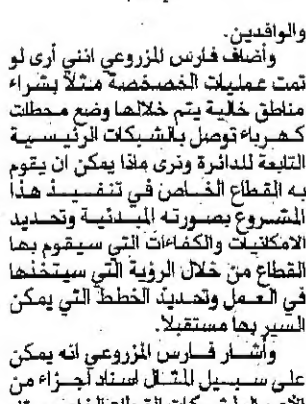 والوافدين.
وأضاف فارس المزروعي انني أرى لو
تمت عمليات الخصخصة مثلا بشراء
مناطق خالية يتم خلالها وضع محطات
كهرباء توصل بالشبكات الرئيسية
التابعة للدائرة ونرى ماذا يمكن ان يقوم
به القطاع الخاص في تنفيذ هذا
المشروع بصورته المبدئية وتحديد
الامكانيات والكفاءات التي سيقوم بها
القطاع من خلال الرؤية التي سيتخذها
في العمل وتحديد الخطط التي يمكن
السير بها مستقبلا.
وأشار فارس المزروعي انه يمكن
على سبيل المثال اسناد اجزاء من